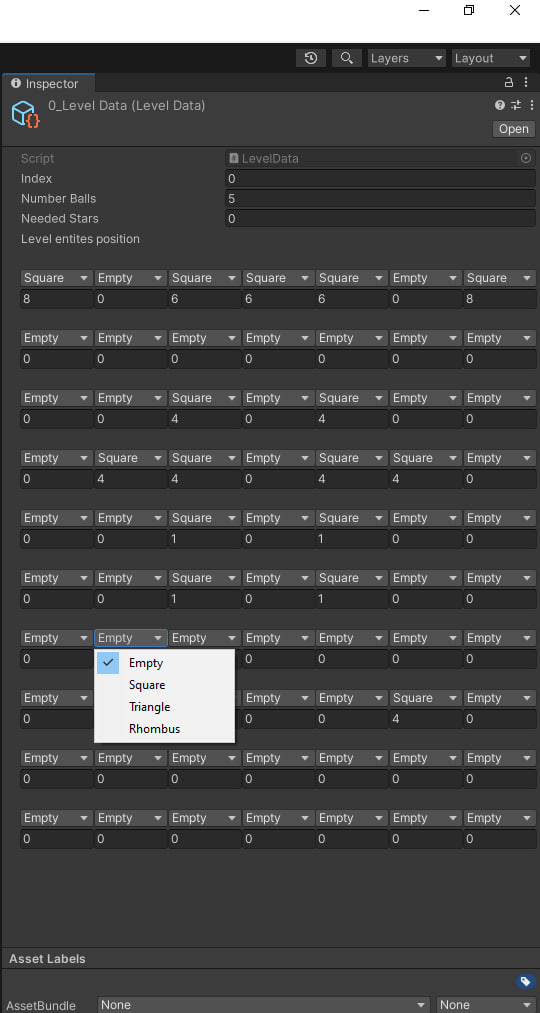 Layers Layout
Inspector
0_Level Data (Level Data)
Open
Script LevelData
Index 0
Number Balls 5
Needed Stars 0
Level entites position
Square Empty Square Square Square Empty Square
8 0 6 6 6 0 8
Empty Empty Empty Empty Empty Empty Empty
0 0 0 0 0 0 0
Empty Empty Square Empty Square Empty Empty
0 0 4 0 4 0 0
Empty Square Square Empty Square Square Empty
0 4 4 0 4 4 0
Empty Empty Square Empty Square Empty Empty
0 0 1 0 1 0 0
Empty Empty Square Empty Square Empty Empty
0 0 1 0 1 0 0
Empty Empty Empty Empty Empty Empty Empty
0 Empty 0 0 0 0
Square
Empty Empty Empty Square Empty
Triangle
0 0 0 4 0
Rhombus
Empty Empty Empty Empty Empty Empty Empty
0 0 0 0 0 0 0
Empty Empty Empty Empty Empty Empty Empty
0 0 0 0 0 0 0
Asset Labels
AssetBundle None None